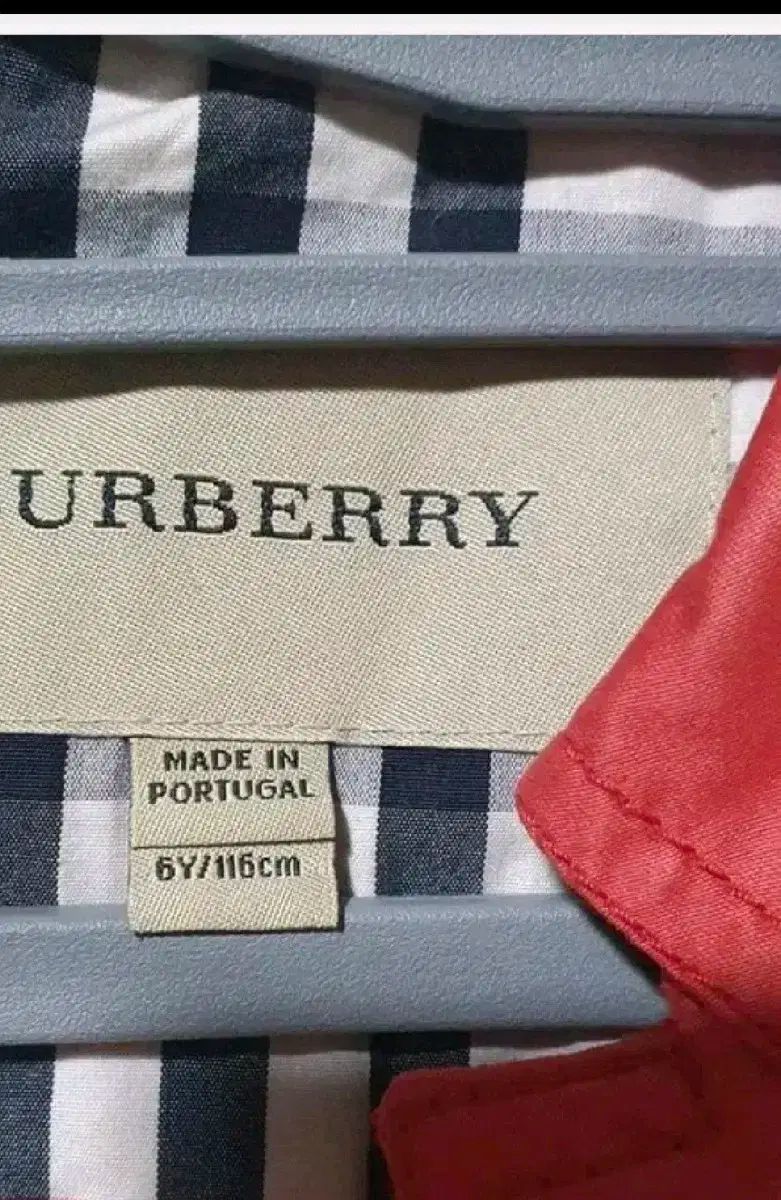 URBERRY
MADE IN
PORTUGAL
6Y/116cm